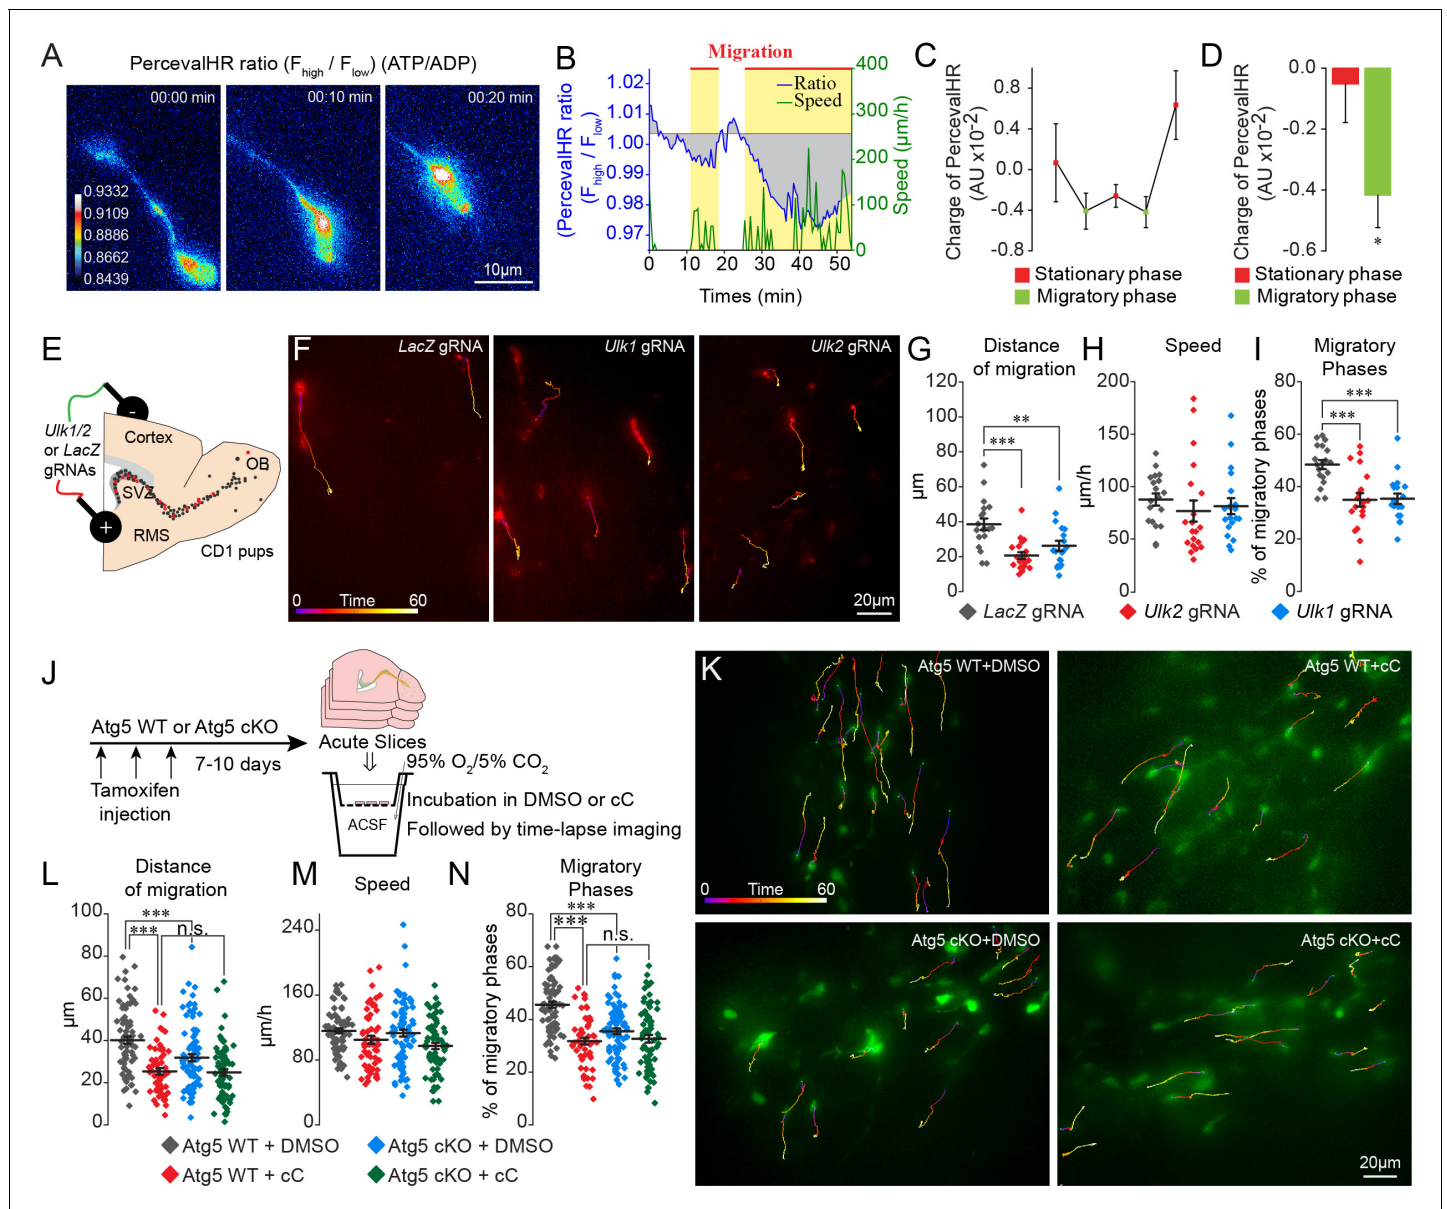 A
PercevalHR ratio (Fhigh / Flow) (ATP/ADP)
00:00 min
00:10 min
00:20 min
0.9332
0.9109
0.8886
0.8662
0.8439
10µm
B
Migration
(PercevalHR ratio
(Fhigh / Flow)
1.02
1.01
1.00
0.99
0.98
0.97
Ratio
Speed
400
300
200
100
0
Speed (µm/h)
0 10 20 30 40 50
Times (min)
C
Charge of PercevalHR
(AU x10-2)
0.8
0.4
0.0
-0.4
-0.8
Stationary phase
Migratory phase
D
Charge of PercevalHR
(AU x10-2)
0.0
-0.2
-0.4
-0.6
*
Stationary phase
Migratory phase
E
Ulk1/2
or LacZ
gRNAs
-
+
Cortex
OB
SVZ
RMS
CD1 pups
F
LacZ gRNA
Ulk1 gRNA
Ulk2 gRNA
0 Time 60
20µm
G
Distance
of migration
µm
120
100
80
60
40
20
0
**
***
H
Speed
µm/h
200
150
100
50
0
I
Migratory
Phases
% of migratory phases
80
60
40
20
0
***
***
LacZ gRNA
Ulk2 gRNA
Ulk1 gRNA
J
Atg5 WT or Atg5 cKO
7-10 days
Tamoxifen
injection
Acute Slices
⇓
95% O2/5% CO2
Incubation in DMSO or cC
ACSF
Followed by time-lapse imaging
K
Atg5 WT+DMSO
Atg5 WT+cC
0 Time 60
Atg5 cKO+DMSO
Atg5 cKO+cC
20µm
L
Distance
of migration
µm
100
80
60
40
20
0
***
*** n.s.
M
Speed
µm/h
240
160
80
0
N
Migratory
Phases
% of migratory phases
80
60
40
20
0
***
***
n.s.
Atg5 WT + DMSO
Atg5 cKO + DMSO
Atg5 WT + cC
Atg5 cKO + cC